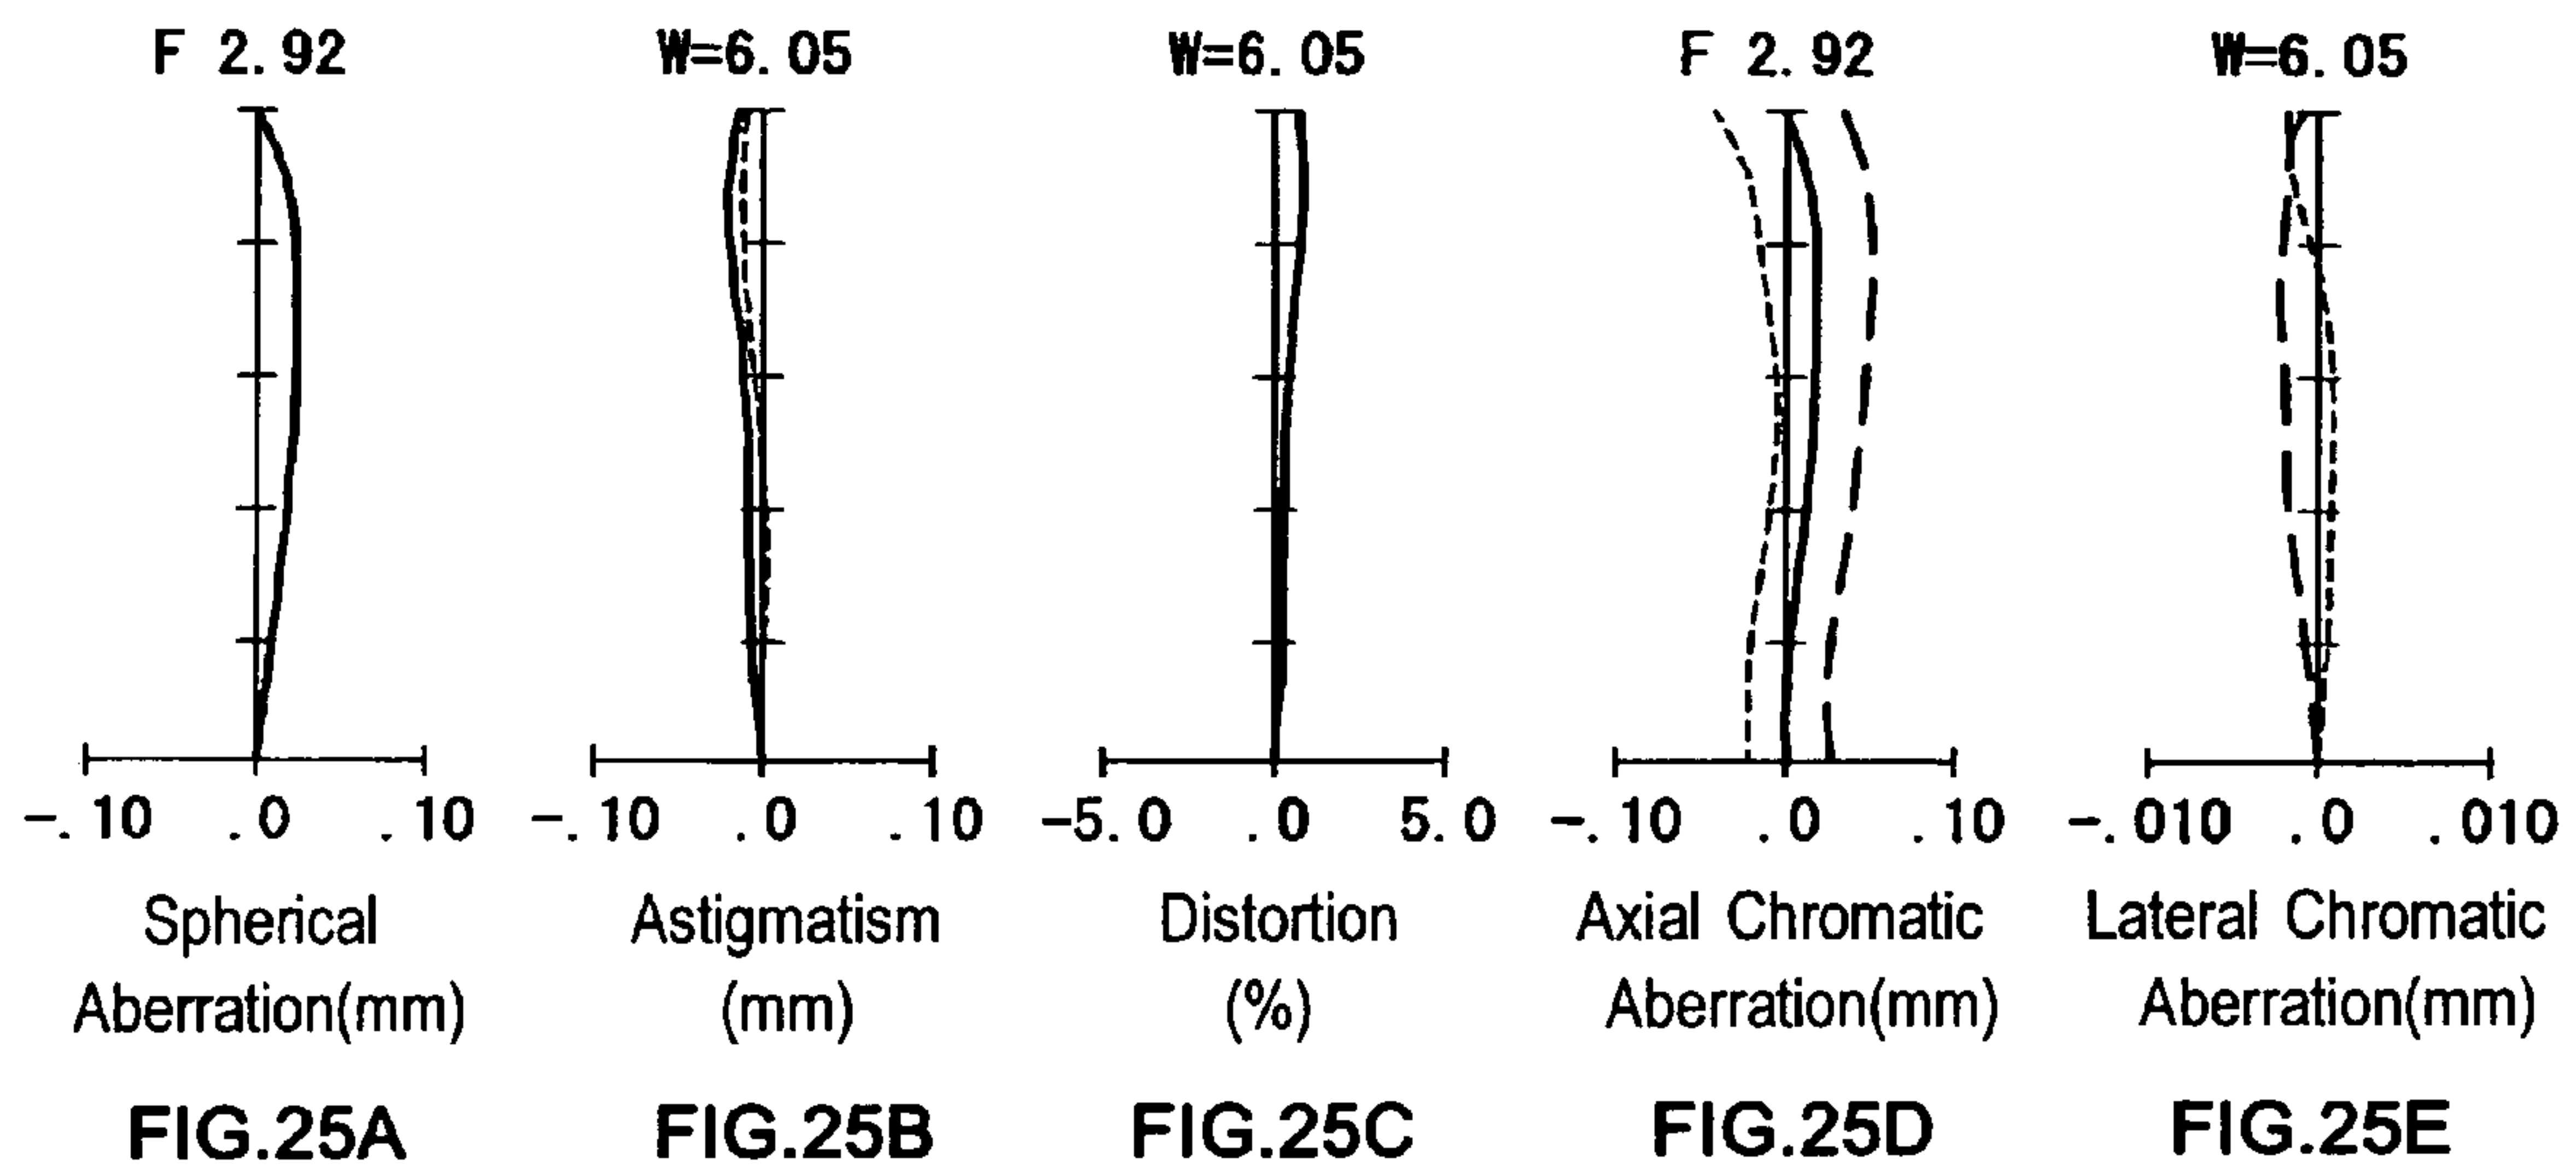 F 2.92 W=6.05 W=6.05 F 2.92 W=6.05
-.10 .0 .10 -.10 .0 .10 -5.0 .0 5.0 -.10 .0 .10 -.010 .0 .010
Spherical Astigmatism Distortion Axial Chromatic Lateral Chromatic
Aberration(mm) (mm) (%) Aberration(mm) Aberration(mm)
FIG.25A FIG.25B FIG.25C FIG.25D FIG.25E